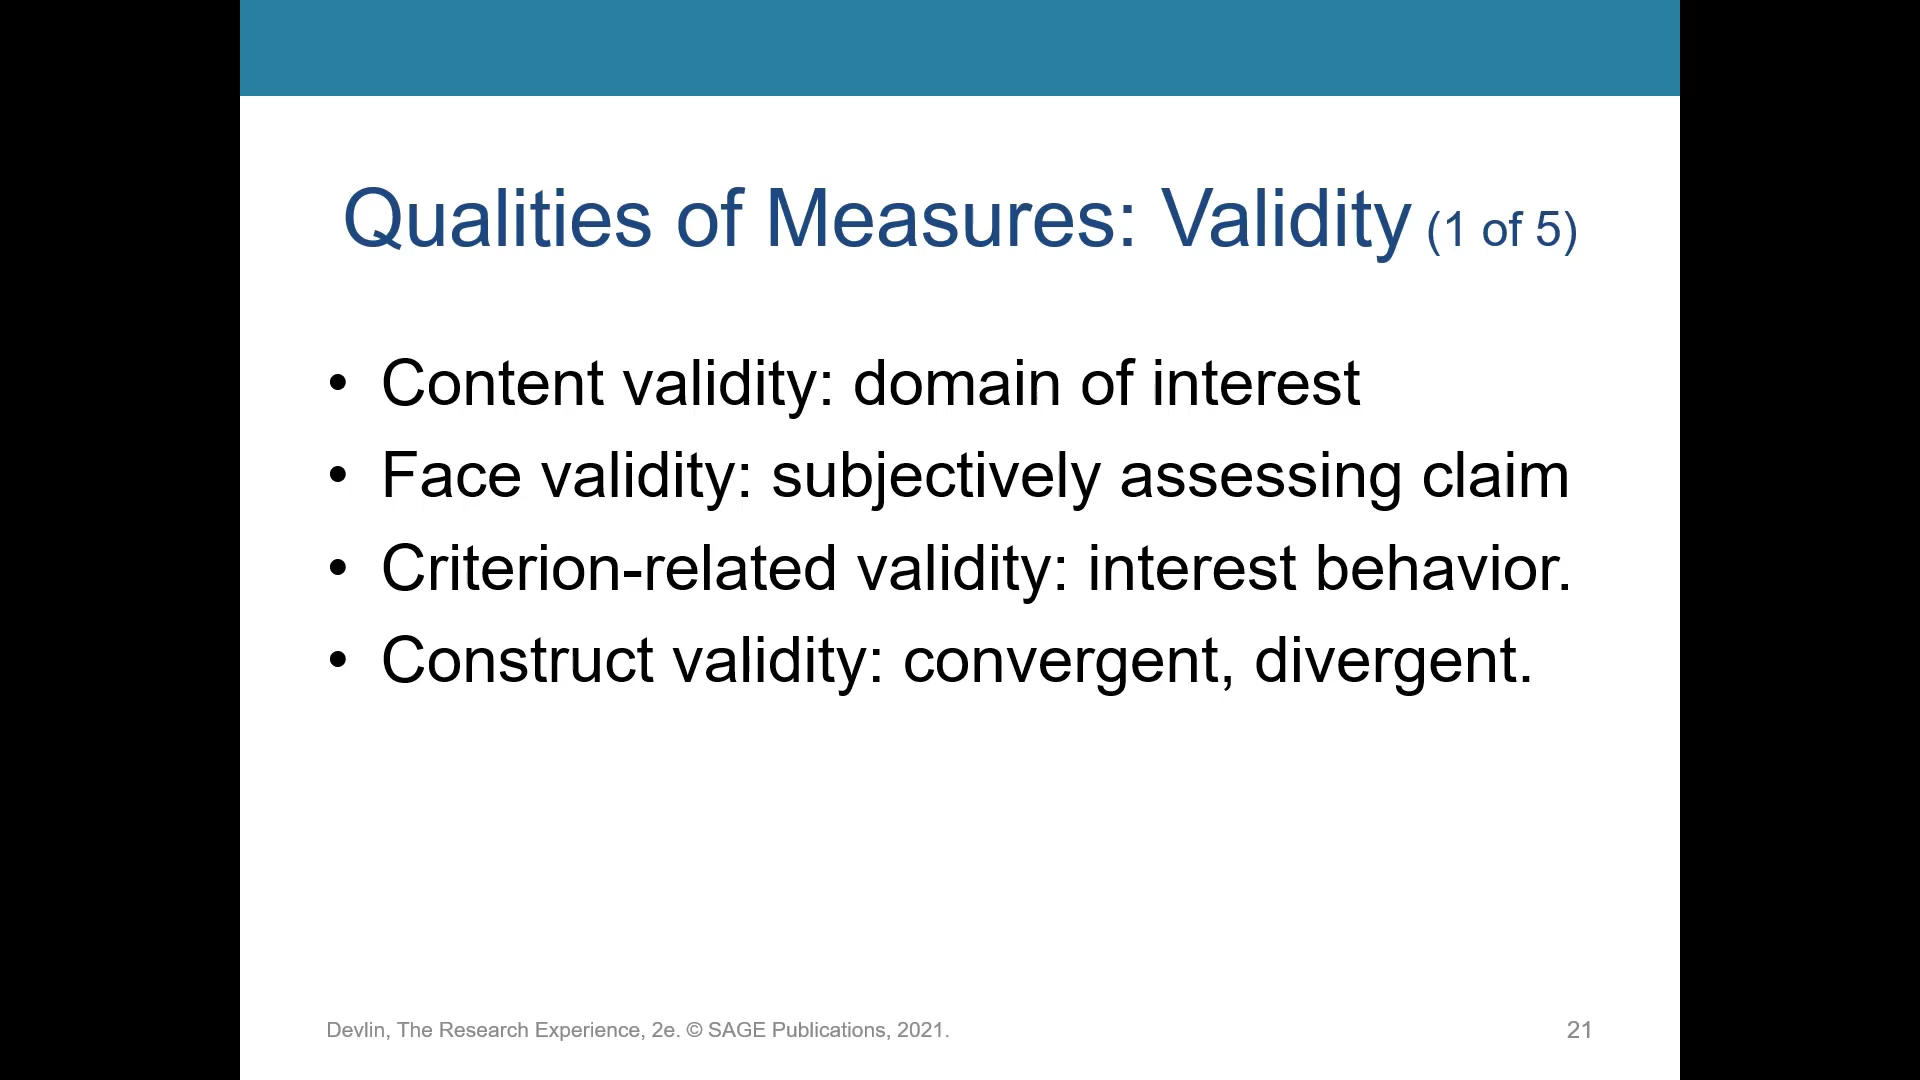 Qualities of Measures: Validity (1 of 5)
• Content validity: domain of interest
• Face validity: subjectively assessing claim
• Criterion-related validity: interest behavior.
• Construct validity: convergent, divergent.
Devlin, The Research Experience, 2e. © SAGE Publications, 2021.
21